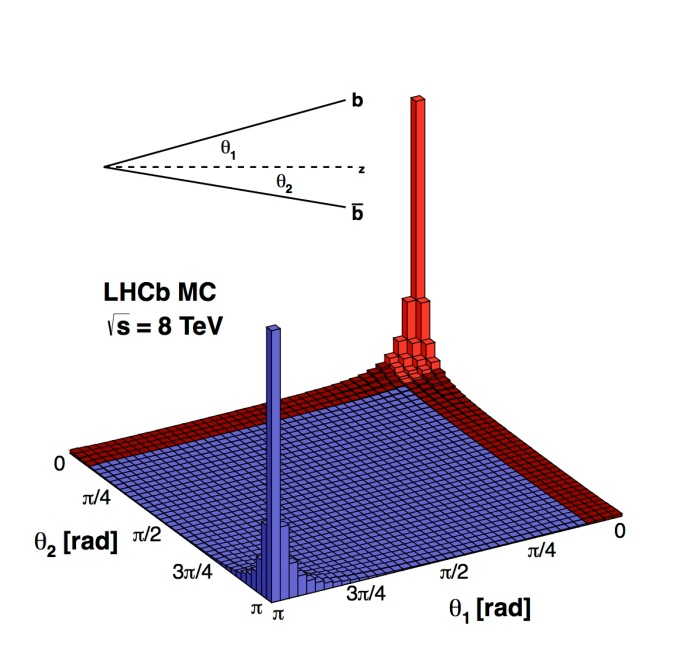 b
θ1
z
θ2
b̅
LHCb MC
√s = 8 TeV
0
π/4
π/2
3π/4
π
θ2 [rad]
π
3π/4
π/2
π/4
0
θ1 [rad]